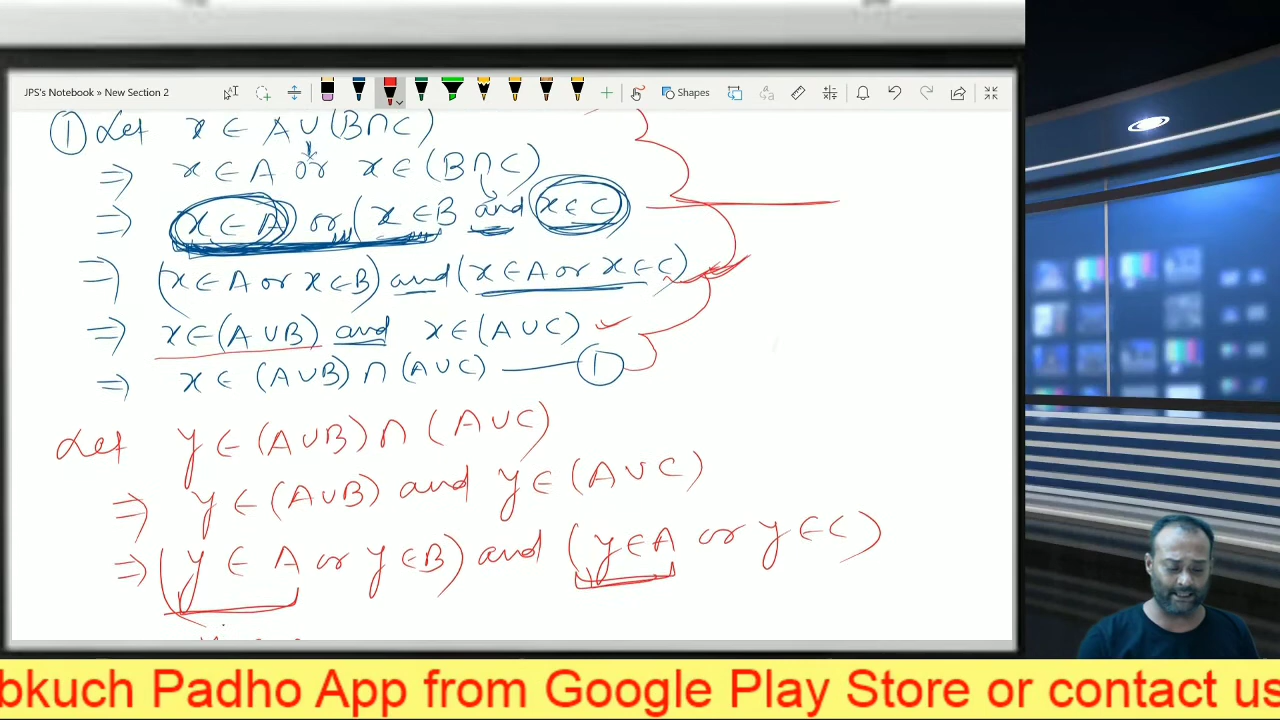 JPS's Notebook » New Section 2
Shapes
① Let x ∈ A ∪ (B∩C)
⇒ x ∈ A or x ∈ (B∩C)
⇒ (x ∈ A) or (x ∈ B and x ∈ C)
⇒ (x ∈ A or x ∈ B) and (x ∈ A or x ∈ C)
⇒ x ∈ (A ∪ B) and x ∈ (A ∪ C)
⇒ x ∈ (A∪B) ∩ (A∪C) — ①
Let y ∈ (A∪B) ∩ (A∪C)
⇒ y ∈ (A∪B) and y ∈ (A∪C)
⇒ (y ∈ A or y ∈ B) and (y ∈ A or y ∈ C)
bkuch Padho App from Google Play Store or contact us